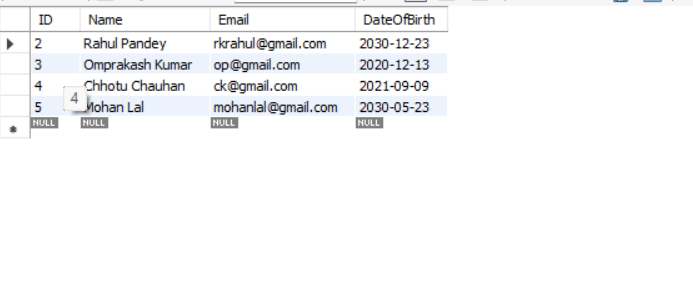 ID Name Email DateOfBirth
2 Rahul Pandey rkrahul@gmail.com 2030-12-23
3 Omprakash Kumar op@gmail.com 2020-12-13
4 Chhotu Chauhan ck@gmail.com 2021-09-09
4
5 Mohan Lal mohanlal@gmail.com 2030-05-23
NULL NULL NULL NULL